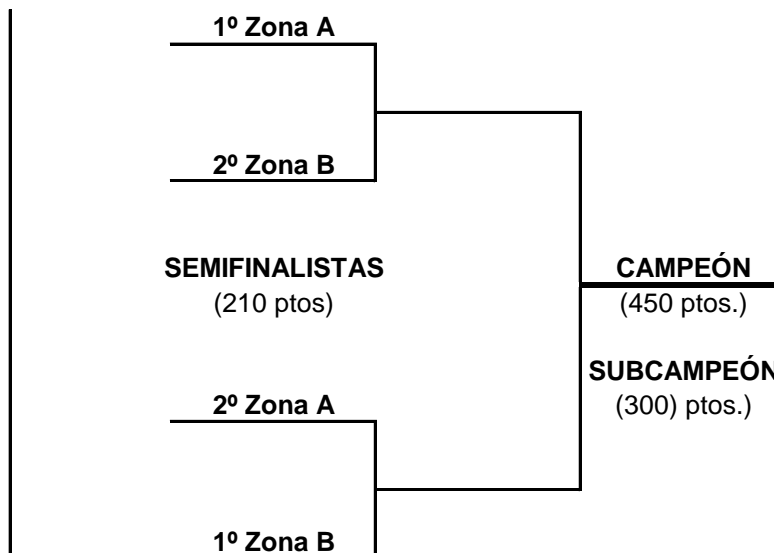 1º Zona A
2º Zona B
SEMIFINALISTAS
(210 ptos)
CAMPEÓN
(450 ptos.)
SUBCAMPEÓN
(300) ptos.)
2º Zona A
1º Zona B